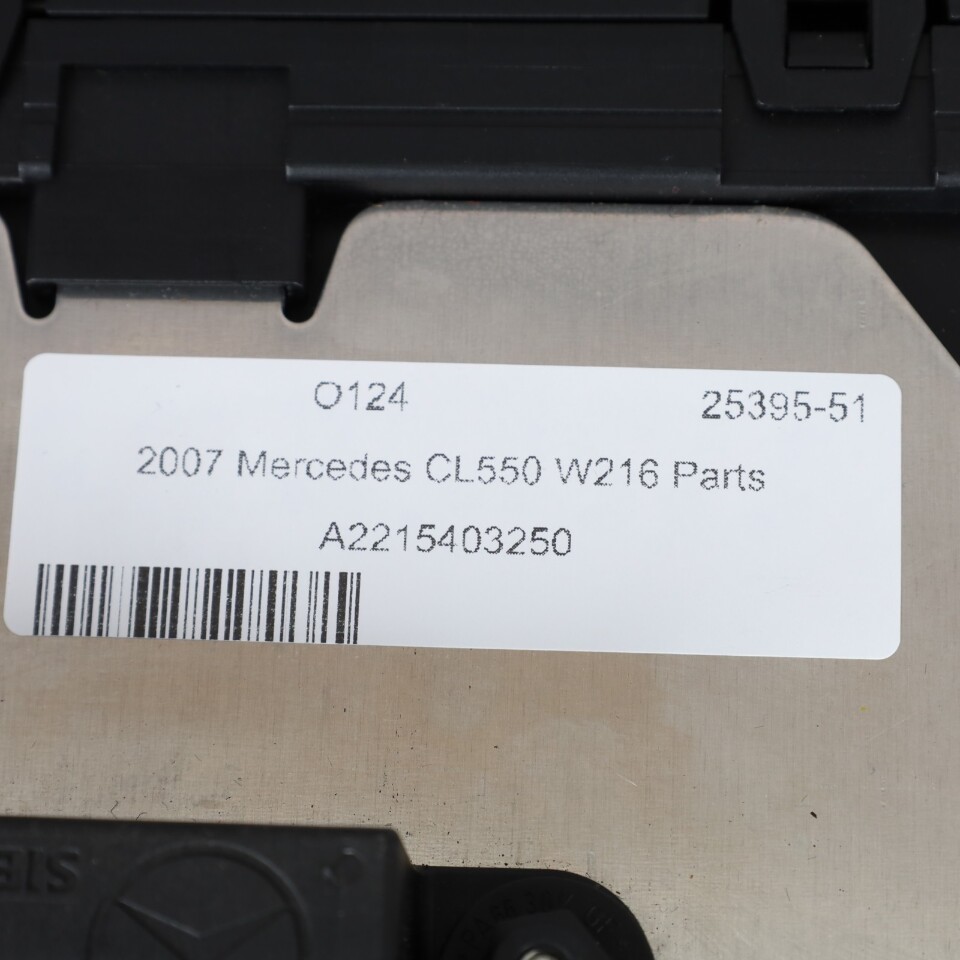 O124 25395-51
2007 Mercedes CL550 W216 Parts
A2215403250